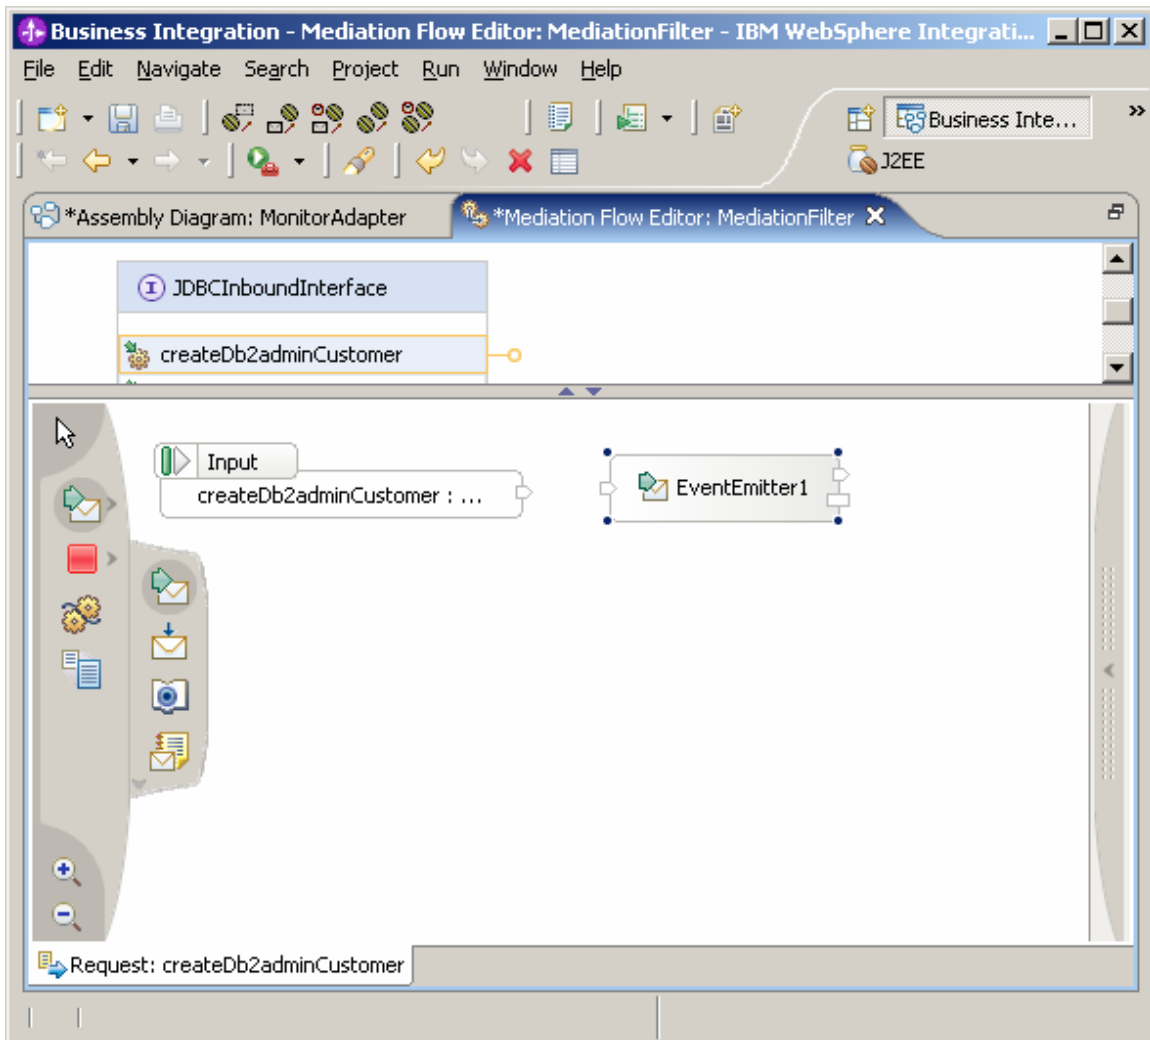 Business Integration - Mediation Flow Editor: MediationFilter - IBM WebSphere Integrati...
File Edit Navigate Search Project Run Window Help
Business Inte...
»
J2EE
*Assembly Diagram: MonitorAdapter
*Mediation Flow Editor: MediationFilter
JDBCInboundInterface
createDb2adminCustomer
Input
createDb2adminCustomer : ...
EventEmitter1
Request: createDb2adminCustomer